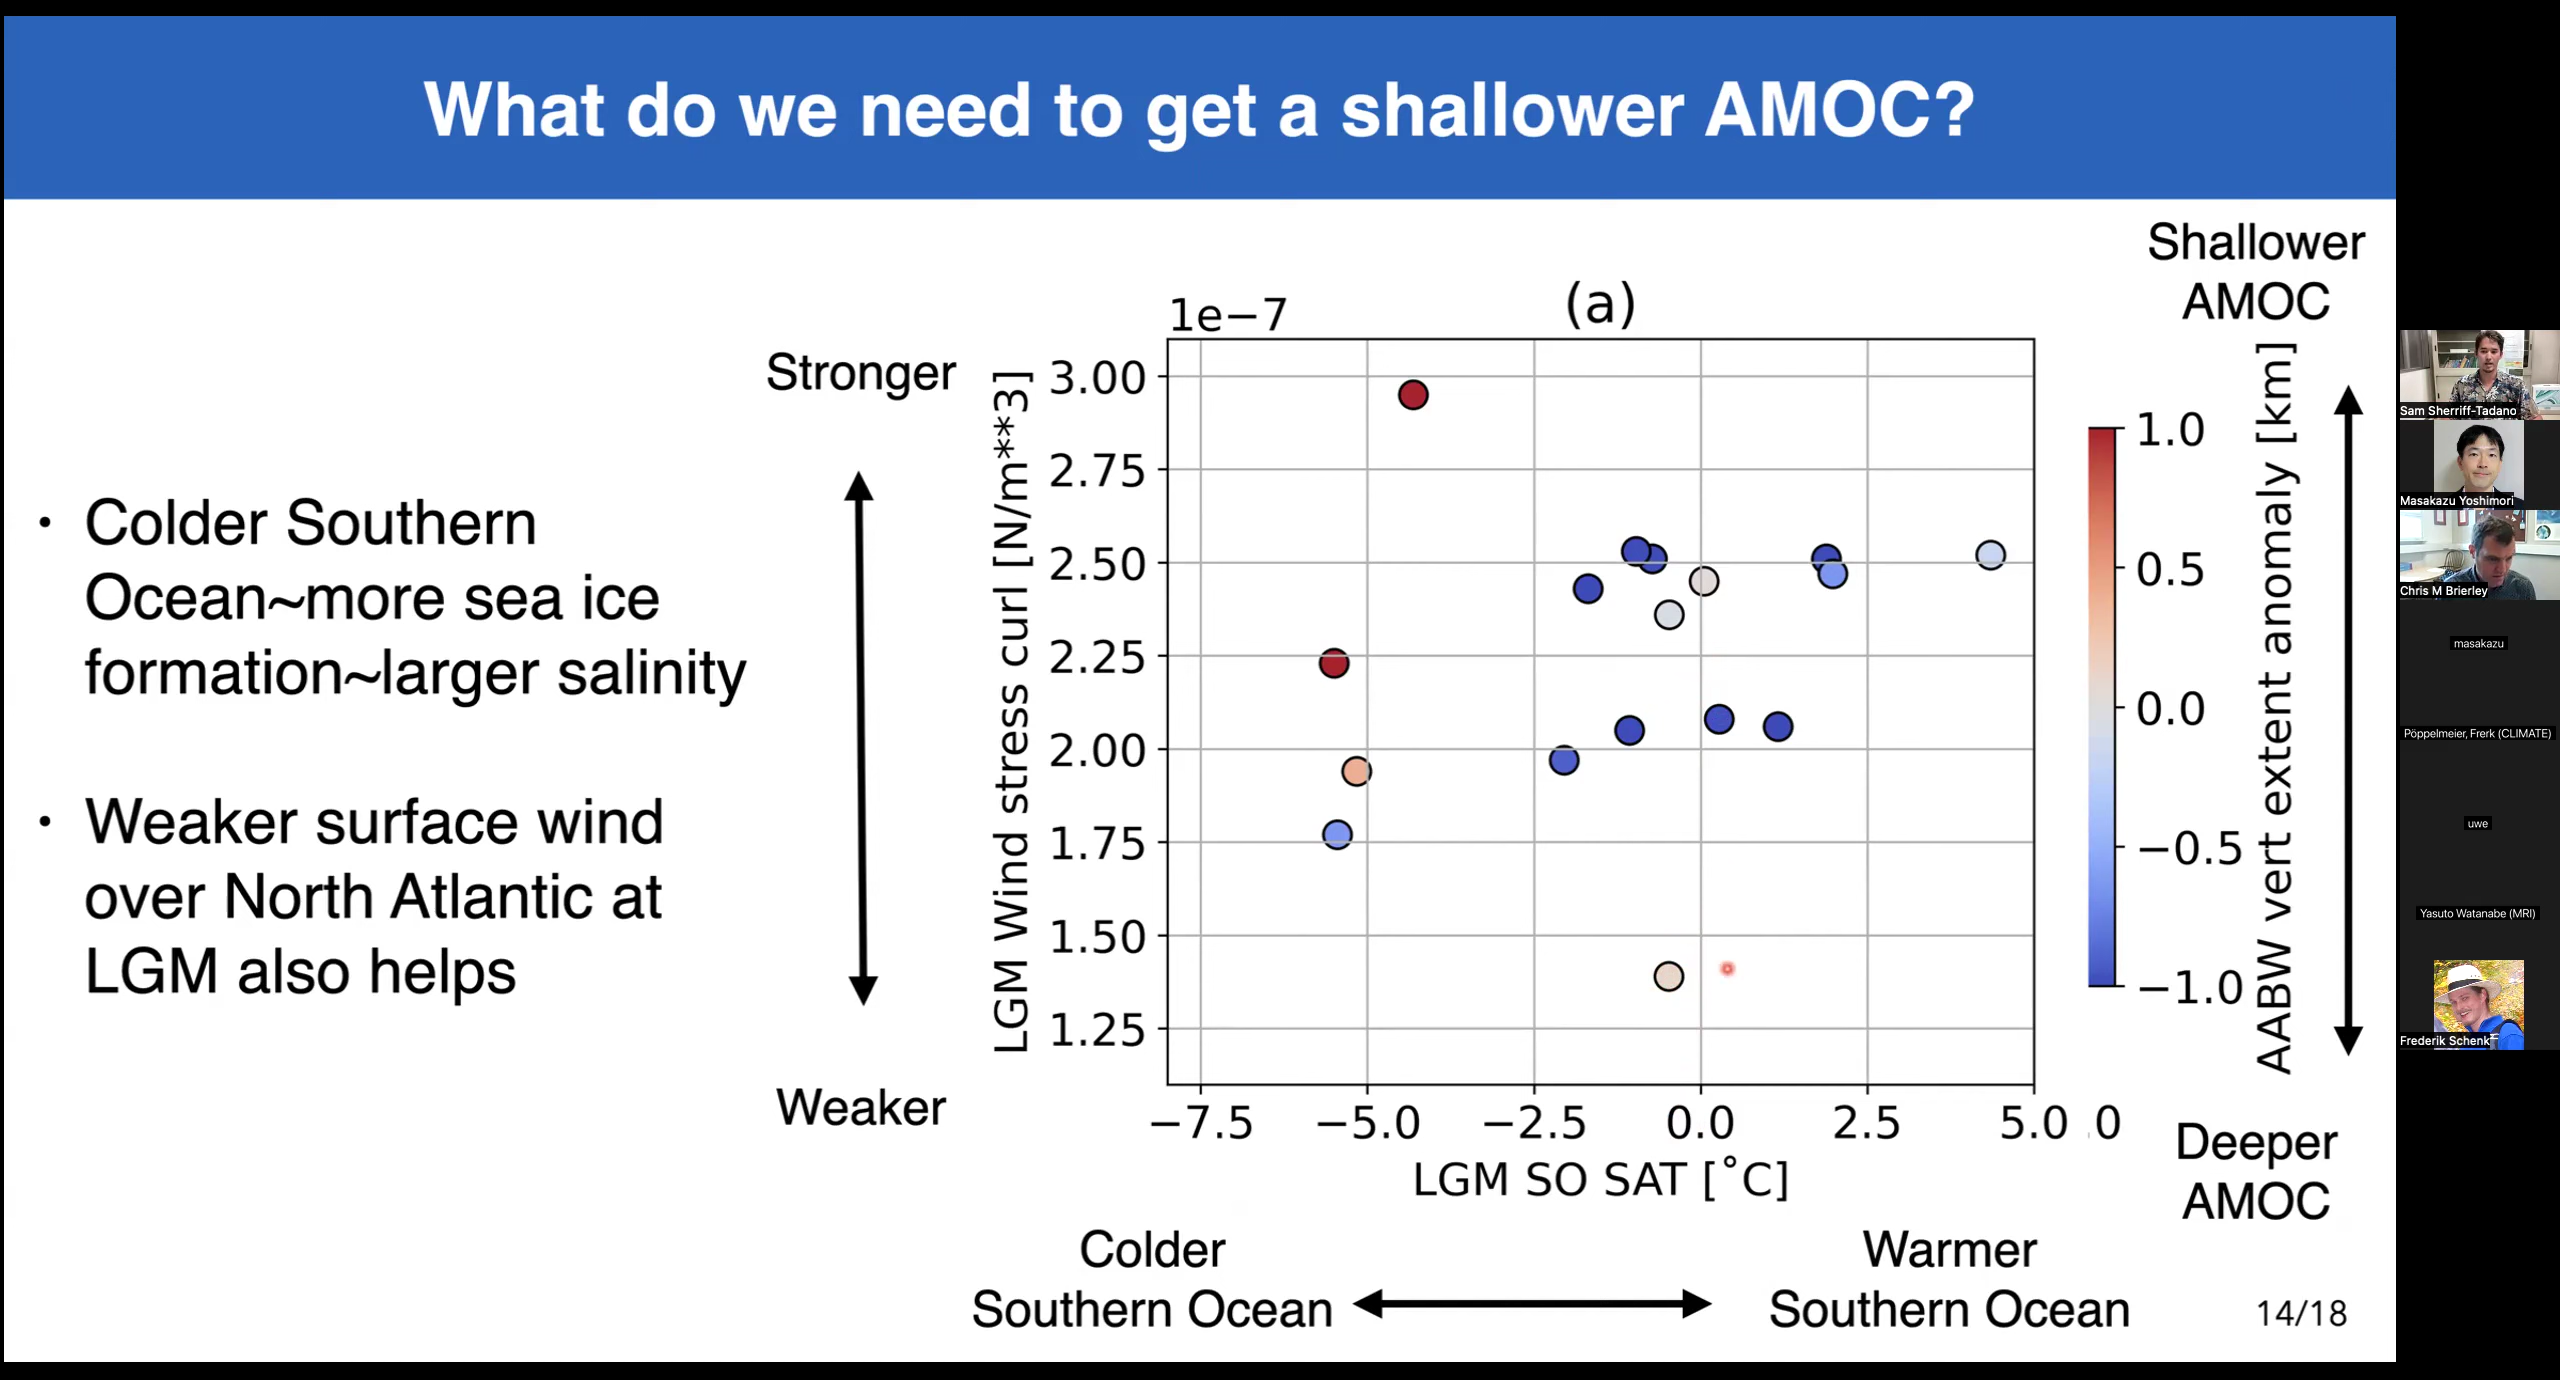 What do we need to get a shallower AMOC?
• Colder Southern
Ocean~more sea ice
formation~larger salinity
• Weaker surface wind
over North Atlantic at
LGM also helps
Stronger
Weaker
1e−7
(a)
LGM Wind stress curl [N/m**3]
3.00
2.75
2.50
2.25
2.00
1.75
1.50
1.25
−7.5
−5.0
−2.5
0.0
2.5
5.0
.0
LGM SO SAT [˚C]
Colder
Southern Ocean
Warmer
Southern Ocean
Shallower
AMOC
1.0
0.5
0.0
−0.5
−1.0
AABW vert extent anomaly [km]
Deeper
AMOC
14/18
Sam Sherriff-Tadano
Masakazu Yoshimori
Chris M Brierley
masakazu
Pöppelmeier, Frerk (CLIMATE)
uwe
Yasuto Watanabe (MRI)
Frederik Schenk